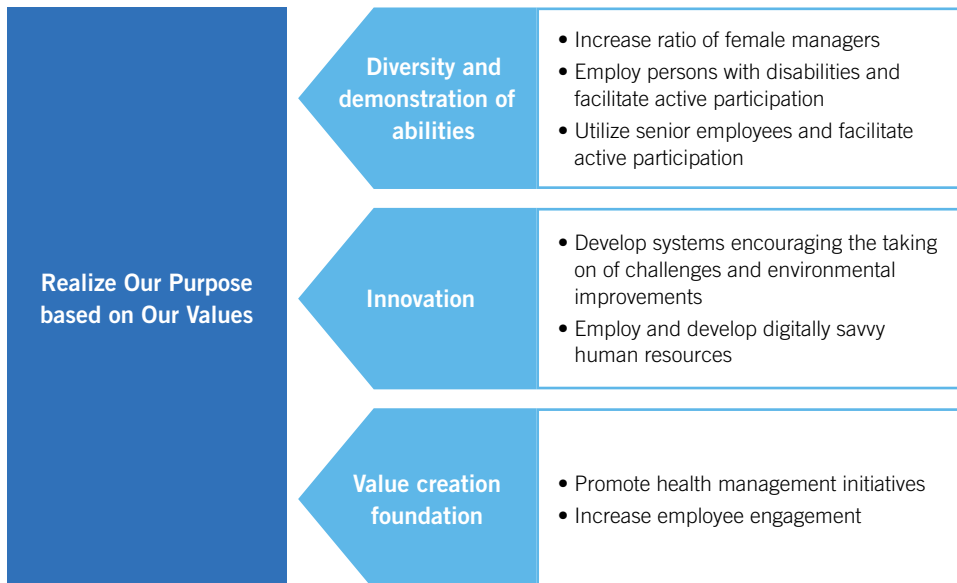 Realize Our Purpose
based on Our Values
Diversity and
demonstration of
abilities
• Increase ratio of female managers
• Employ persons with disabilities and
facilitate active participation
• Utilize senior employees and facilitate
active participation
Innovation
• Develop systems encouraging the taking
on of challenges and environmental
improvements
• Employ and develop digitally savvy
human resources
Value creation
foundation
• Promote health management initiatives
• Increase employee engagement